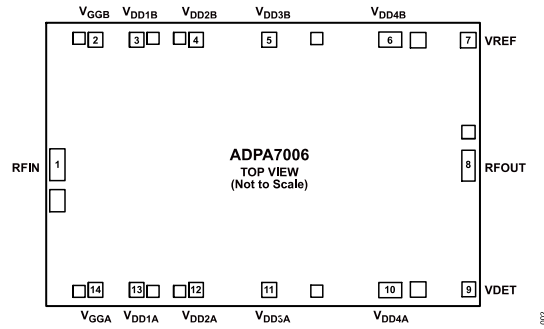 VGGB VDD1B VDD2B VDD3B VDD4B
2 3 4 5 6 7 VREF
RFIN 1
ADPA7006
TOP VIEW
(Not to Scale)
8 RFOUT
14 13 12 11 10 9 VDET
VGGA VDD1A VDD2A VDD3A VDD4A
002